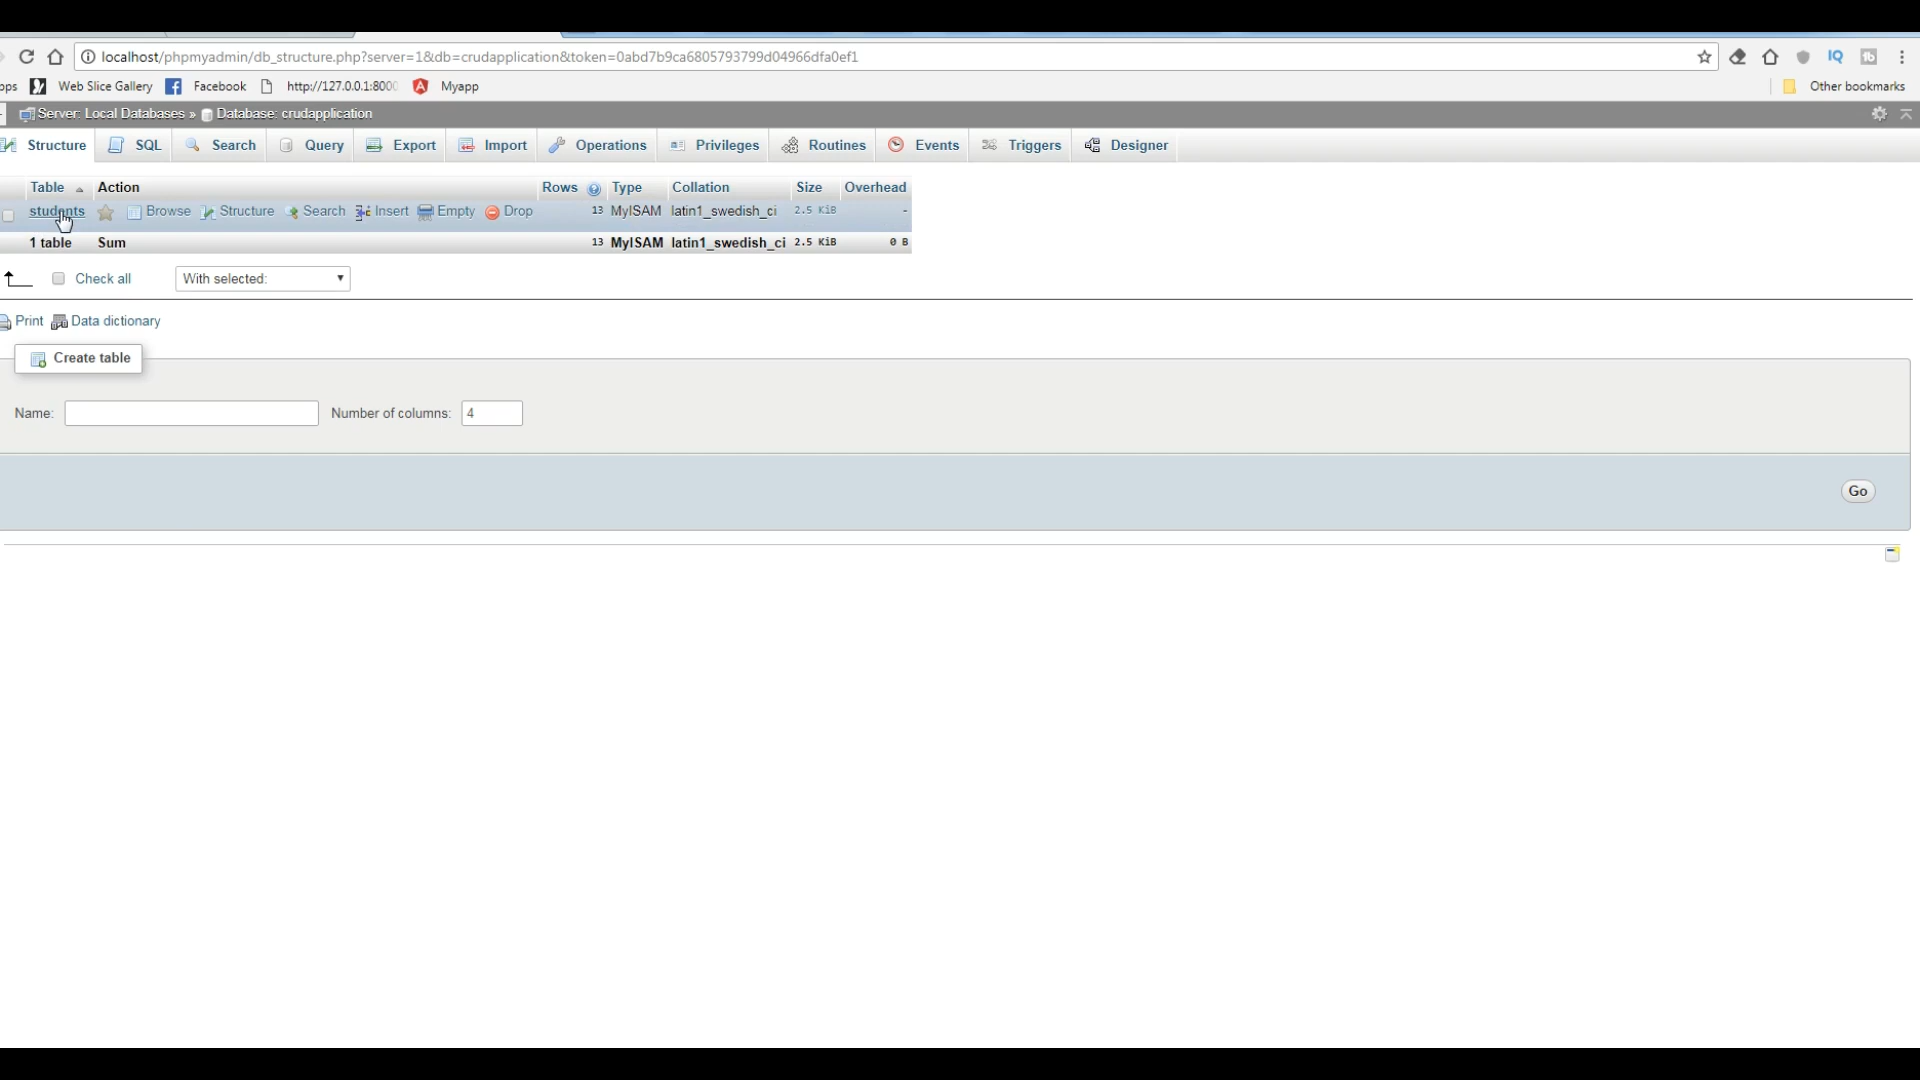 localhost/phpmyadmin/db_structure.php?server=1&db=crudapplication&token=0abd7b9ca6805793799d04966dfa0ef1
Web Slice Gallery Facebook http://127.0.0.1:8000 Myapp Other bookmarks
Server: Local Databases » Database: crudapplication
Structure SQL Search Query Export Import Operations Privileges Routines Events Triggers Designer
Table Action Rows Type Collation Size Overhead
students Browse Structure Search Insert Empty Drop 13 MyISAM latin1_swedish_ci 2.5 KiB -
1 table Sum 13 MyISAM latin1_swedish_ci 2.5 KiB 0 B
Check all With selected:
Print Data dictionary
Create table
Name: Number of columns: 4
Go